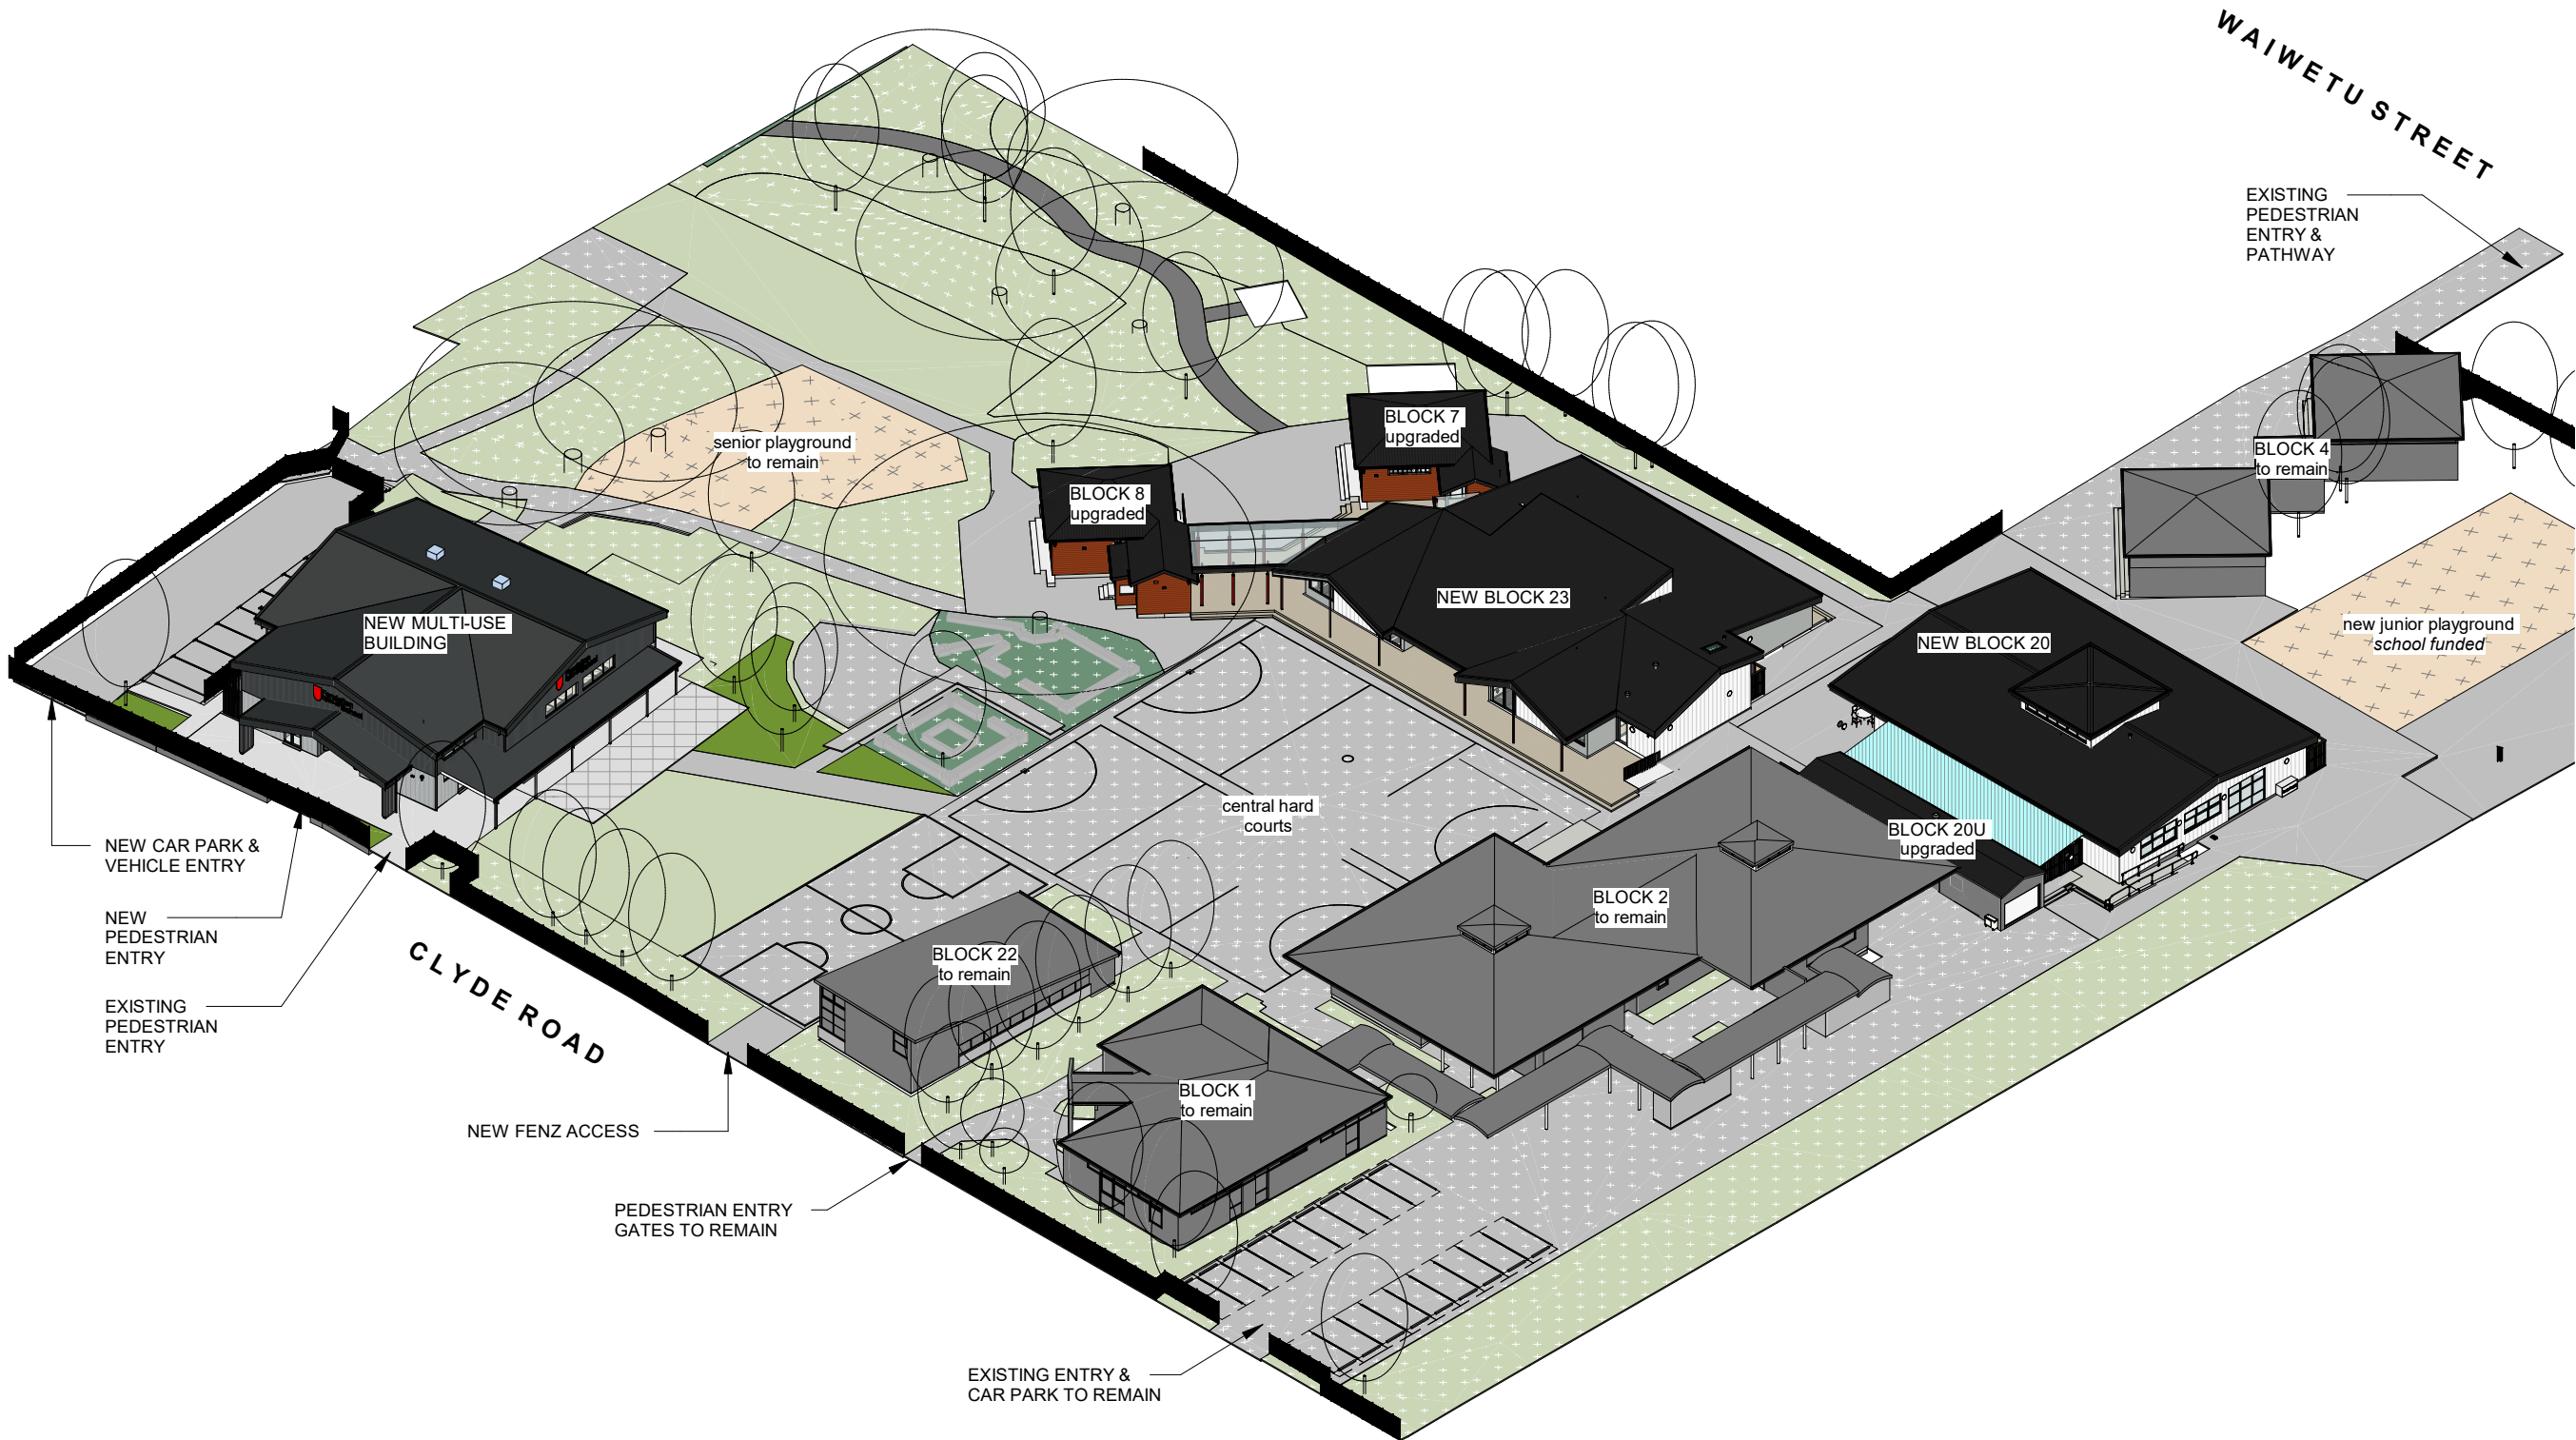 WAIWETU STREET
EXISTING
PEDESTRIAN
ENTRY &
PATHWAY
BLOCK 7
upgraded
senior playground
to remain
BLOCK 4
to remain
BLOCK 8
upgraded
NEW BLOCK 23
NEW MULTI-USE
BUILDING
NEW BLOCK 20
new junior playground
school funded
central hard
courts
BLOCK 20U
upgraded
NEW CAR PARK &
VEHICLE ENTRY
BLOCK 2
to remain
NEW
PEDESTRIAN
ENTRY
BLOCK 22
to remain
CLYDE ROAD
EXISTING
PEDESTRIAN
ENTRY
BLOCK 1
to remain
NEW FENZ ACCESS
PEDESTRIAN ENTRY
GATES TO REMAIN
EXISTING ENTRY &
CAR PARK TO REMAIN